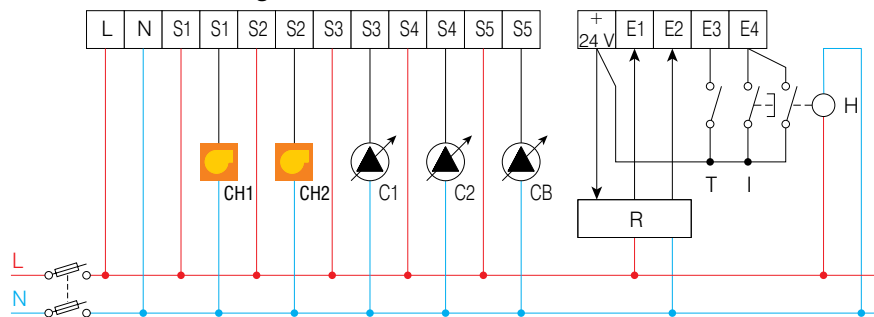 L N S1 S1 S2 S2 S3 S3 S4 S4 S5 S5
+
24 V E1 E2 E3 E4
H
CH1 CH2 C1 C2 CB
T I
R
L
N